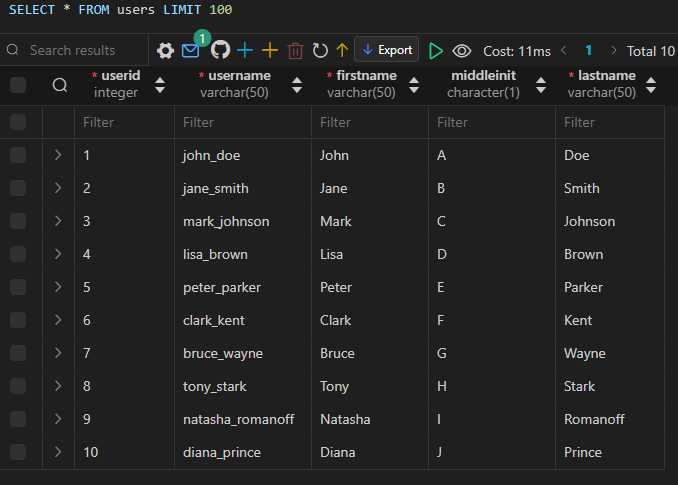 SELECT * FROM users LIMIT 100
1
Search results Export Cost: 11ms 1 Total 10
* userid * username * firstname middleinit * lastname
integer varchar(50) varchar(50) character(1) varchar(50)
Filter Filter Filter Filter Filter
1 john_doe John A Doe
2 jane_smith Jane B Smith
3 mark_johnson Mark C Johnson
4 lisa_brown Lisa D Brown
5 peter_parker Peter E Parker
6 clark_kent Clark F Kent
7 bruce_wayne Bruce G Wayne
8 tony_stark Tony H Stark
9 natasha_romanoff Natasha I Romanoff
10 diana_prince Diana J Prince